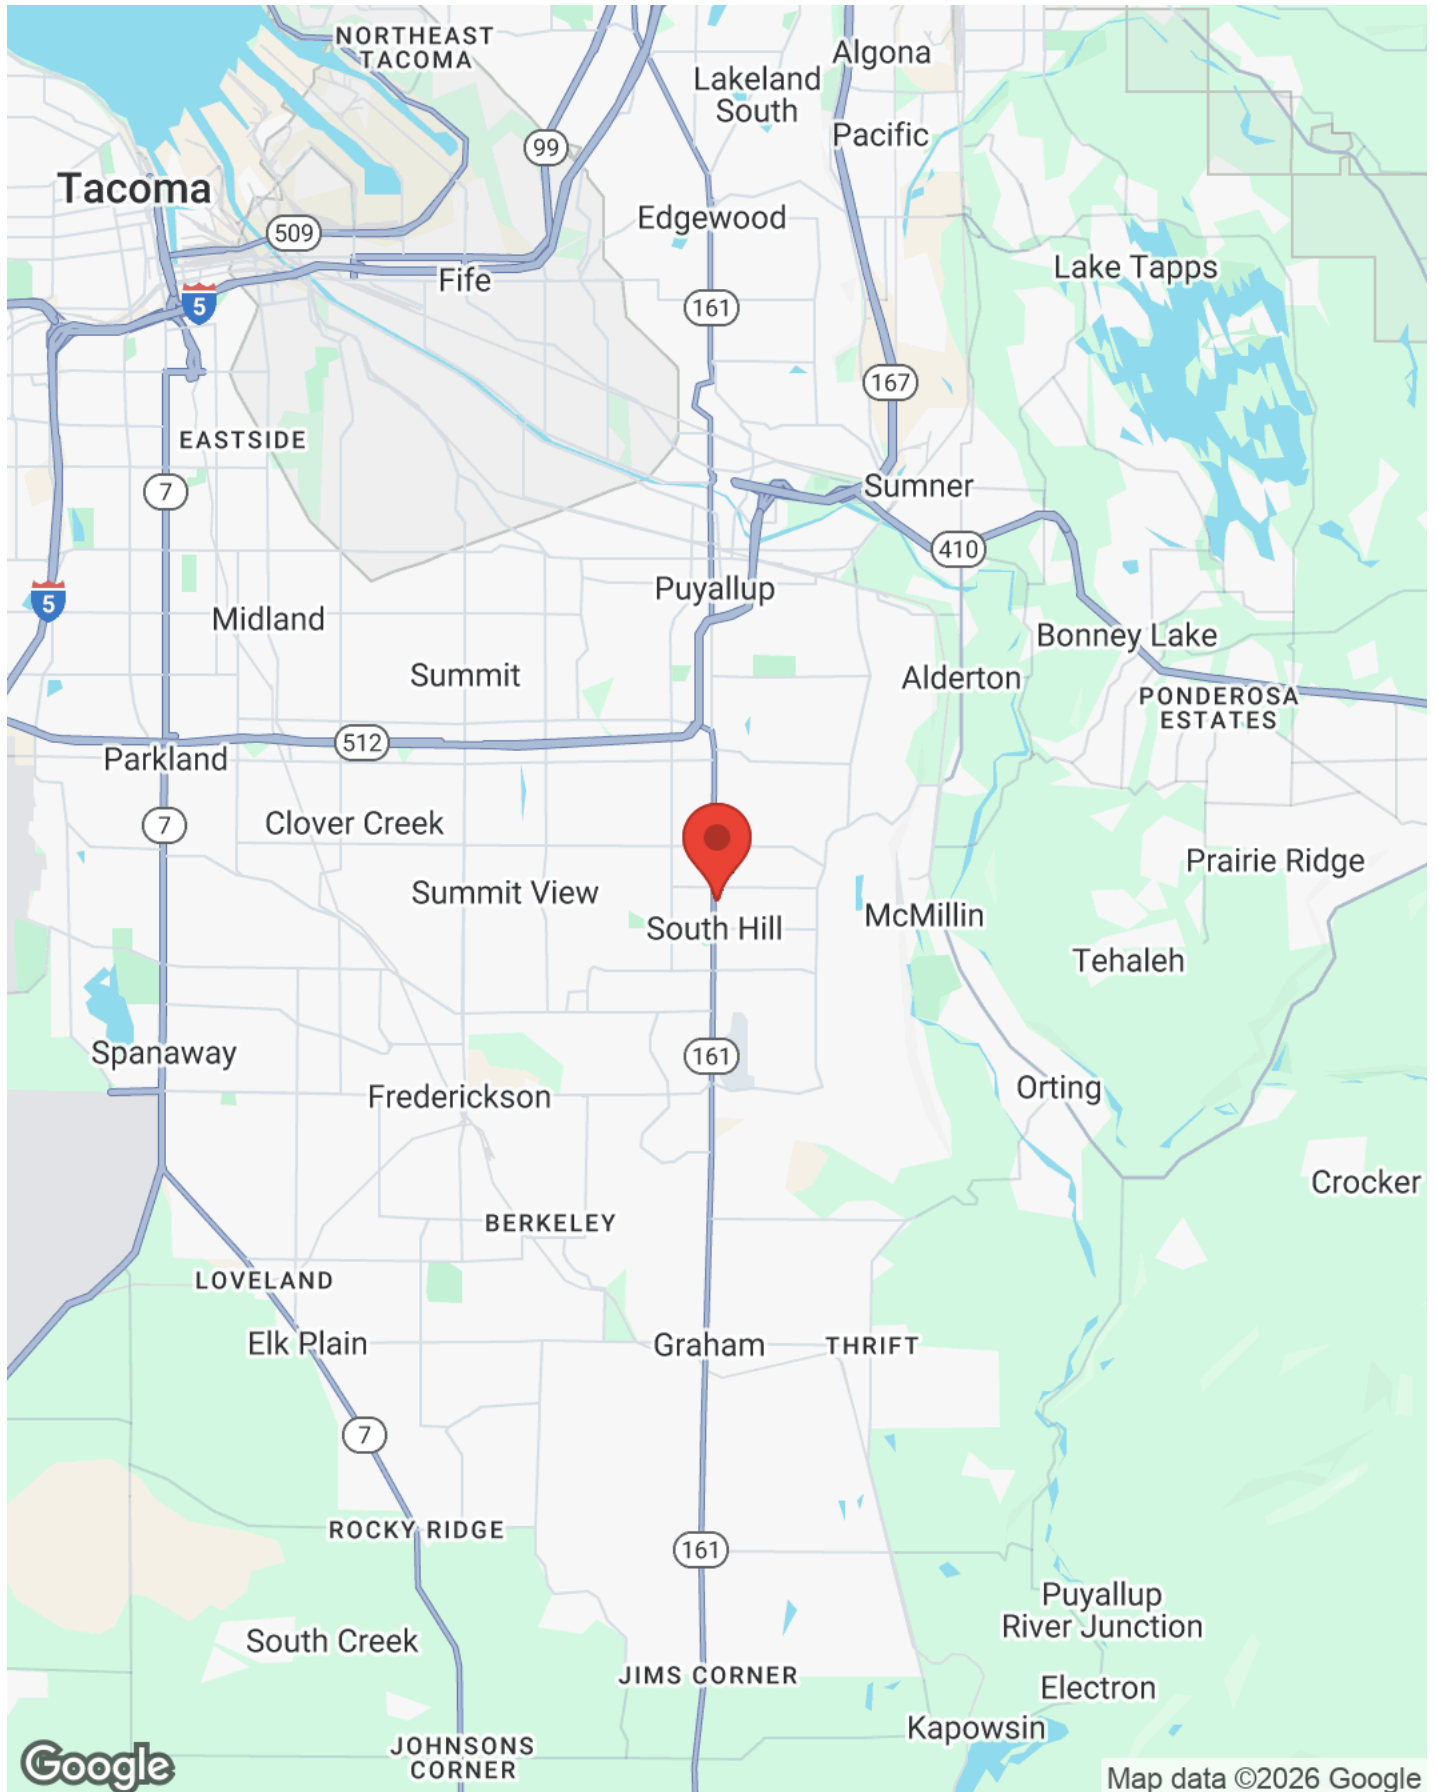 NORTHEAST
TACOMA
Algona
Lakeland
South
Pacific
99
Tacoma
Edgewood
509
Lake Tapps
Fife
5
161
167
EASTSIDE
7
Sumner
410
Puyallup
5
Midland
Bonney Lake
Summit
Alderton
PONDEROSA
ESTATES
512
Parkland
7
Clover Creek
Prairie Ridge
Summit View
McMillin
South Hill
Tehaleh
Spanaway
161
Frederickson
Orting
Crocker
BERKELEY
LOVELAND
Elk Plain
Graham
THRIFT
7
ROCKY RIDGE
161
Puyallup
River Junction
South Creek
JIMS CORNER
Electron
Kapowsin
JOHNSONS
CORNER
Google
Map data ©2026 Google